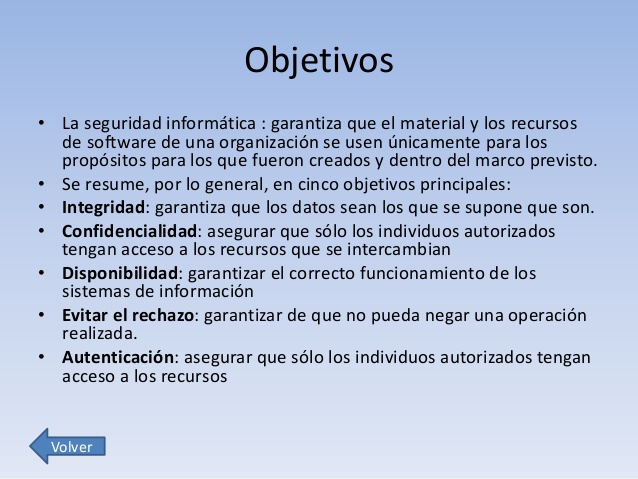 Objetivos
• La seguridad informática : garantiza que el material y los recursos
de software de una organización se usen únicamente para los
propósitos para los que fueron creados y dentro del marco previsto.
• Se resume, por lo general, en cinco objetivos principales:
• Integridad: garantiza que los datos sean los que se supone que son.
• Confidencialidad: asegurar que sólo los individuos autorizados
tengan acceso a los recursos que se intercambian
• Disponibilidad: garantizar el correcto funcionamiento de los
sistemas de información
• Evitar el rechazo: garantizar de que no pueda negar una operación
realizada.
• Autenticación: asegurar que sólo los individuos autorizados tengan
acceso a los recursos
Volver